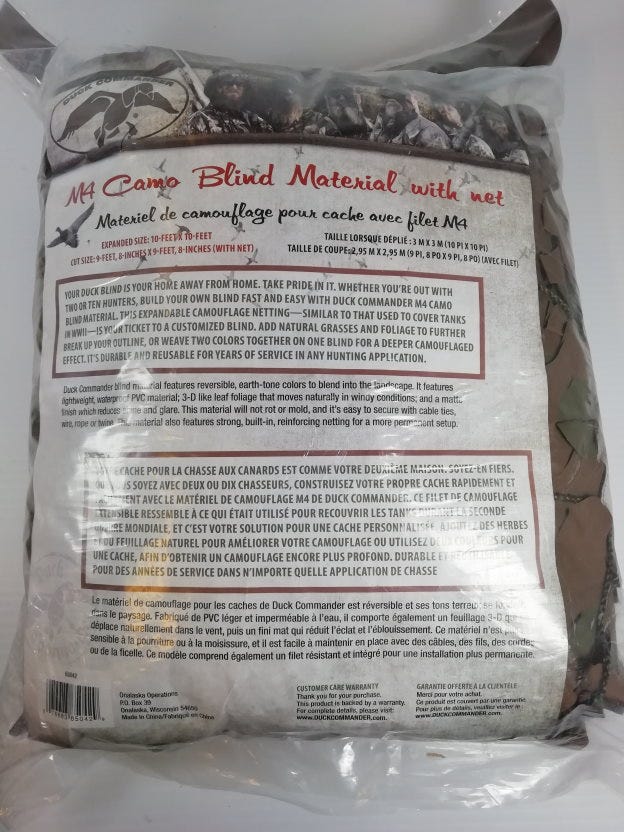 DUCK COMMANDER
M4 Camo Blind Material with net
Materiel de camouflage pour cache avec filet M4
EXPANDED SIZE: 10-FEET X 10-FEET
CUT SIZE: 9-FEET, 8-INCHES X 9-FEET, 8-INCHES (WITH NET)
TAILLE LORSQUE DÉPLIÉ : 3 M X 3 M (10 PI X 10 PI)
TAILLE DE COUPE: 2,95 M X 2,95 M (9 PI, 8 PO X 9 PI, 8 PO) (AVEC FILET)
YOUR DUCK BLIND IS YOUR HOME AWAY FROM HOME. TAKE PRIDE IN IT. WHETHER YOU'RE OUT WITH
TWO OR TEN HUNTERS, BUILD YOUR OWN BLIND FAST AND EASY WITH DUCK COMMANDER M4 CAMO
BLIND MATERIAL. THIS EXPANDABLE CAMOUFLAGE NETTING—SIMILAR TO THAT USED TO COVER TANKS
IN WWII—IS YOUR TICKET TO A CUSTOMIZED BLIND. ADD NATURAL GRASSES AND FOLIAGE TO FURTHER
BREAK UP YOUR OUTLINE, OR WEAVE TWO COLORS TOGETHER ON ONE BLIND FOR A DEEPER CAMOUFLAGED
EFFECT. IT'S DURABLE AND REUSABLE FOR YEARS OF SERVICE IN ANY HUNTING APPLICATION.
Duck Commander blind material features reversible, earth-tone colors to blend into the landscape. It features
lightweight, waterproof PVC material; 3-D like leaf foliage that moves naturally in windy conditions; and a matte
finish which reduces shine and glare. This material will not rot or mold, and it's easy to secure with cable ties,
wire, rope or twine. This material also features strong, built-in, reinforcing netting for a more permanent setup.
CACHE POUR LA CHASSE AUX CANARDS EST COMME VOTRE DEUXIÈME MAISON. SOYEZ-EN FIERS.
SOYEZ AVEC DEUX OU DIX CHASSEURS, CONSTRUISEZ VOTRE PROPRE CACHE RAPIDEMENT ET
AVEC LE MATÉRIEL DE CAMOUFLAGE M4 DE DUCK COMMANDER. CE FILET DE CAMOUFLAGE
RESSEMBLE À CE QUI ÉTAIT UTILISÉ POUR RECOUVRIR LES TANKS DURANT LA SECONDE
MONDIALE, ET C'EST VOTRE SOLUTION POUR UNE CACHE PERSONNALISÉE. AJOUTEZ DES HERBES
DU FEUILLAGE NATUREL POUR AMÉLIORER VOTRE CAMOUFLAGE OU UTILISEZ DEUX COULEURS POUR
UNE CACHE, AFIN D'OBTENIR UN CAMOUFLAGE ENCORE PLUS PROFOND. DURABLE ET
POUR DES ANNÉES DE SERVICE DANS N'IMPORTE QUELLE APPLICATION DE CHASSE
Le matériel de camouflage pour les caches de Duck Commander est réversible et ses tons terreux se
dans le paysage. Fabriqué de PVC léger et imperméable à l'eau, il comporte également un feuillage 3-D qui
déplace naturellement dans le vent, puis un fini mat qui réduit l'éclat et l'éblouissement. Ce matériel n'est pas
sensible à la pourriture ou à la moisissure, et il est facile à maintenir en place avec des câbles, des fils, des cordes
ou de la ficelle. Ce modèle comprend également un filet résistant et intégré pour une installation plus permanente.
85042
Onalaska Operations
P.O. Box 39
Onalaska, Wisconsin 54650
Made in China/Fabriqué en Chine
CUSTOMER CARE WARRANTY
Thank you for your purchase.
This product is backed by a warranty.
For complete details, please visit:
www.DUCKCOMMANDER.com.
GARANTIE OFFERTE À LA CLIENTÈLE
Merci pour votre achat.
Ce produit est couvert par une garantie.
Pour plus de détails, veuillez visiter le :
www.DUCKCOMMANDER.com.